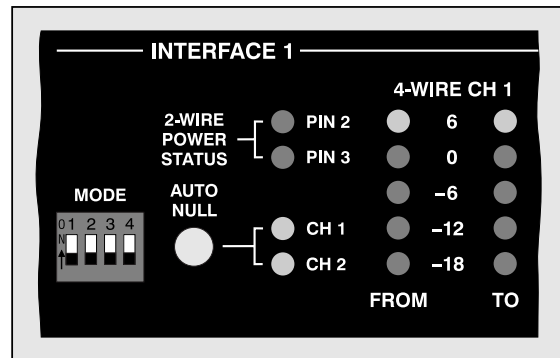 INTERFACE 1
4-WIRE CH 1
2-WIRE
POWER
STATUS
PIN 2
PIN 3
6
0
-6
-12
-18
MODE
AUTO
NULL
ON
1 2 3 4
CH 1
CH 2
FROM
TO